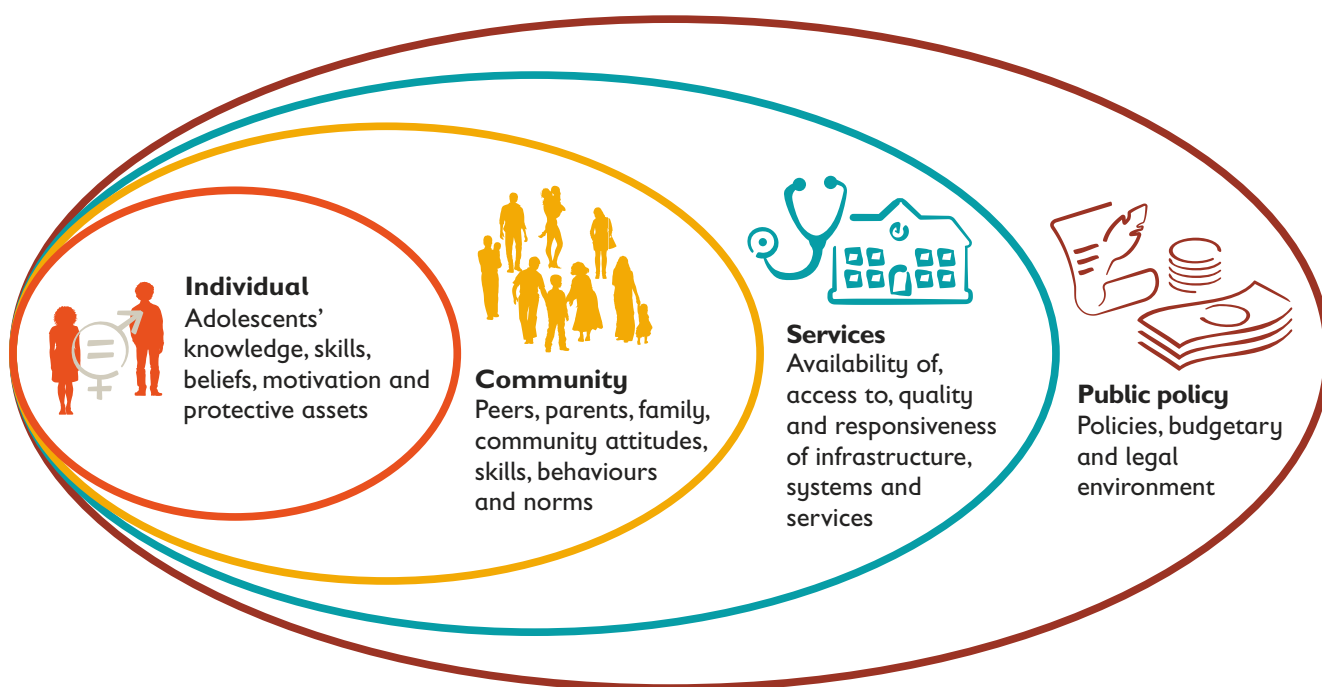 Individual
Adolescents'
knowledge, skills,
beliefs, motivation and
protective assets
Community
Peers, parents, family,
community attitudes,
skills, behaviours
and norms
Services
Availability of,
access to, quality
and responsiveness
of infrastructure,
systems and
services
Public policy
Policies, budgetary
and legal
environment